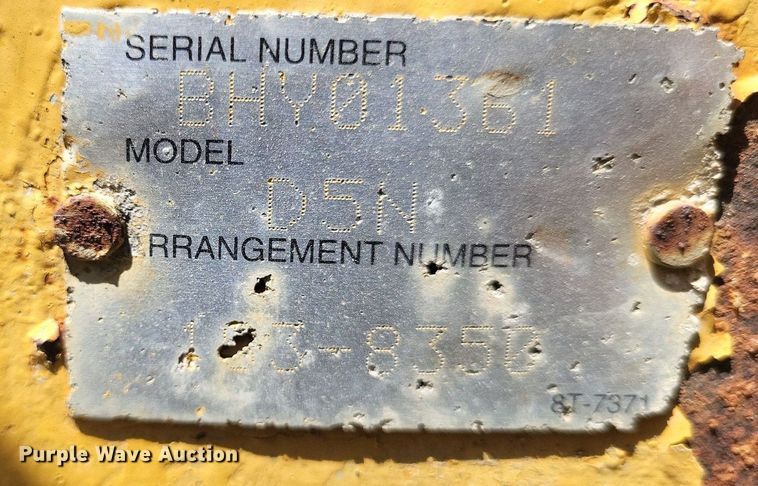 SERIAL NUMBER
BHY01361
MODEL
D5N
RRANGEMENT NUMBER
8T-7371
Purple Wave Auction